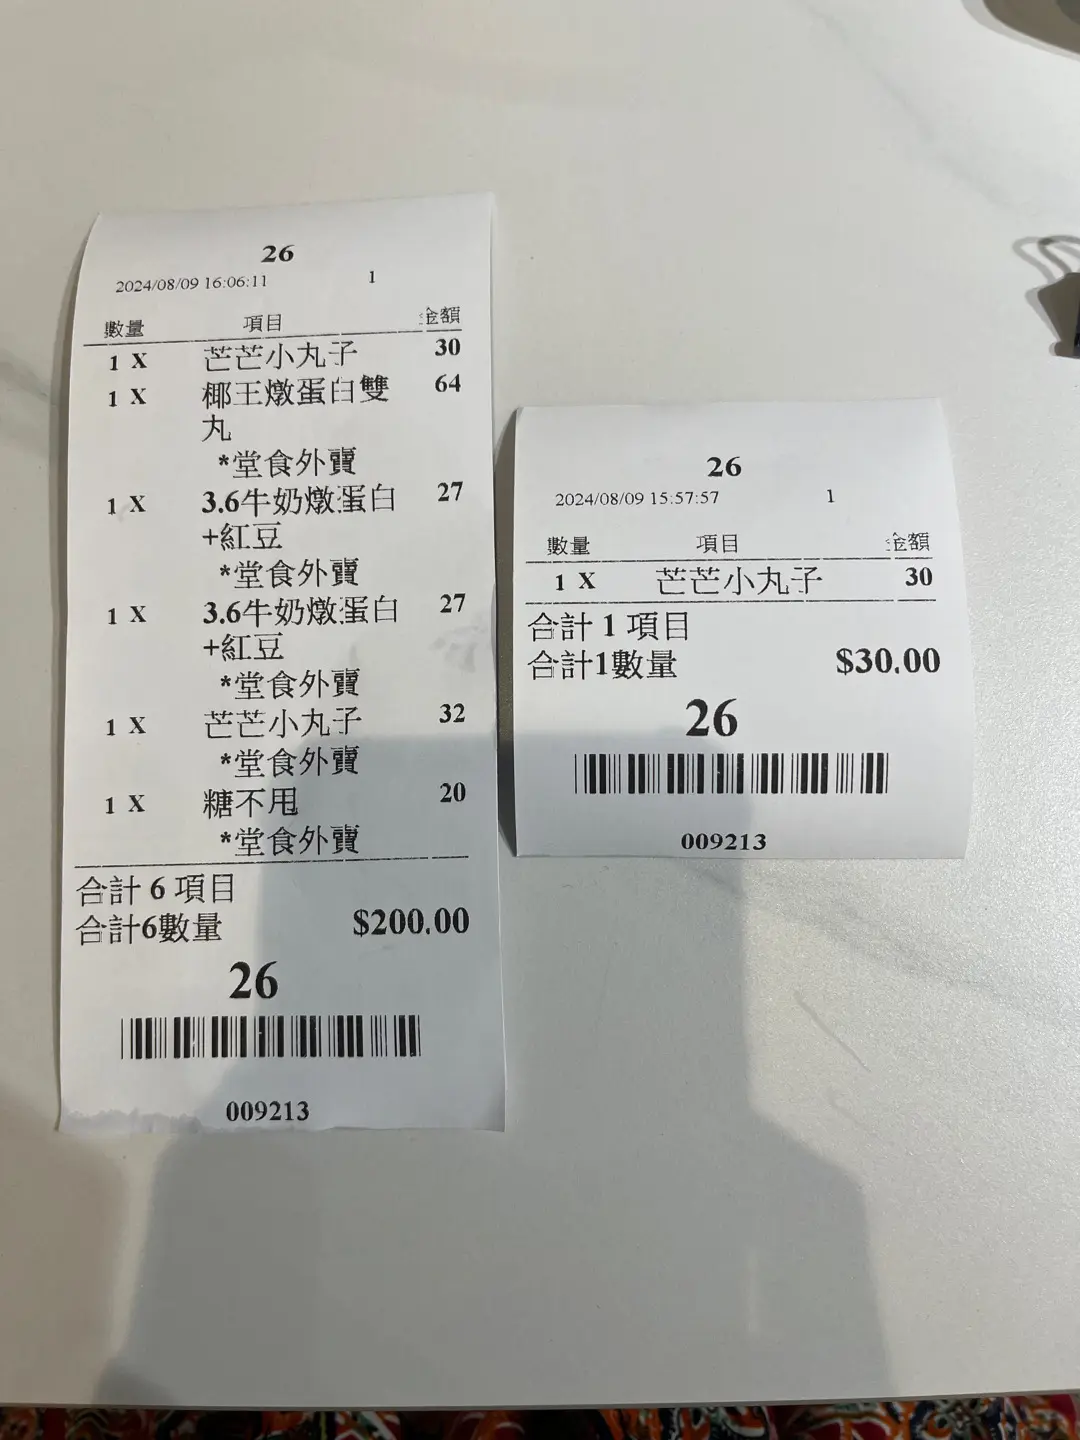 26
2024/08/09 16:06:11 1
數量 項目 金額
1 X 芒芒小丸子 30
1 X 椰王燉蛋白雙 64
丸
*堂食外賣
1 X 3.6牛奶燉蛋白 27
+紅豆
*堂食外賣
1 X 3.6牛奶燉蛋白 27
+紅豆
*堂食外賣
1 X 芒芒小丸子 32
*堂食外賣
1 X 糖不甩 20
*堂食外賣
合計 6 項目
合計6數量 $200.00
26
009213
26
2024/08/09 15:57:57 1
數量 項目 金額
1 X 芒芒小丸子 30
合計 1 項目
合計1數量 $30.00
26
009213